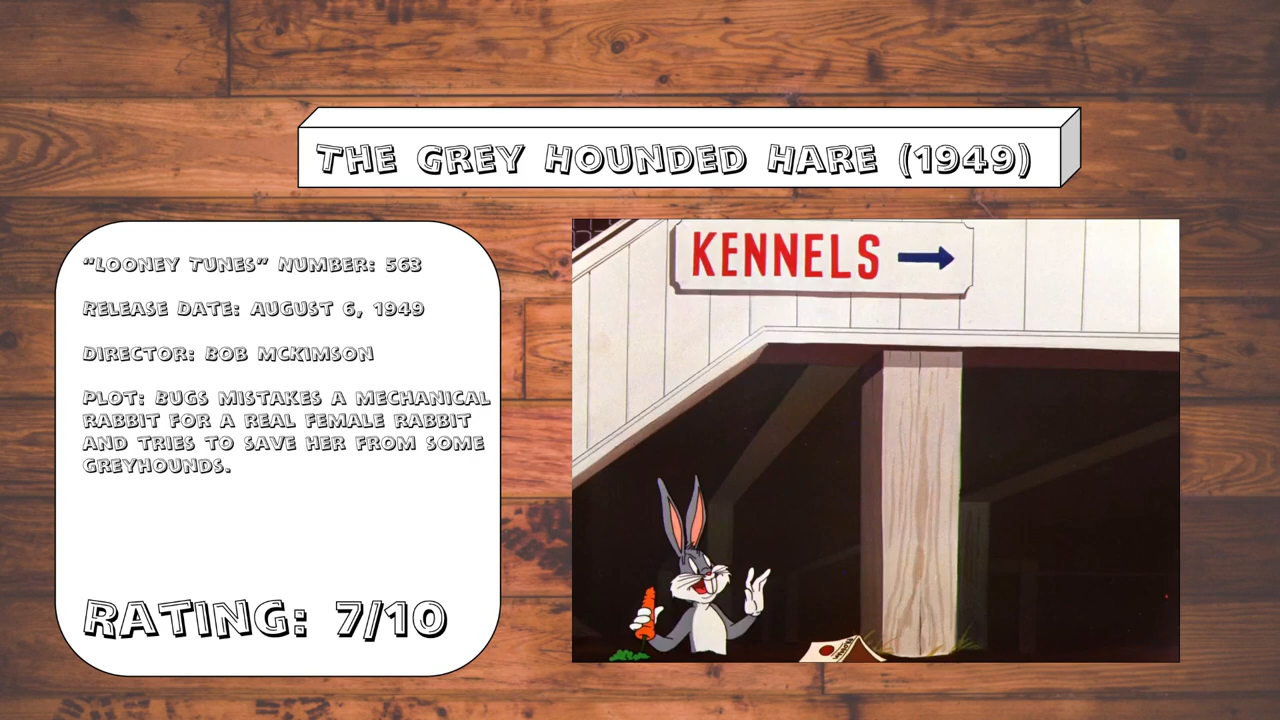 THE GREY HOUNDED HARE (1949)
"LOONEY TUNES" NUMBER: 563
RELEASE DATE: AUGUST 6, 1949
DIRECTOR: BOB MCKIMSON
PLOT: BUGS MISTAKES A MECHANICAL
RABBIT FOR A REAL FEMALE RABBIT
AND TRIES TO SAVE HER FROM SOME
GREYHOUNDS.
RATING: 7/10
KENNELS